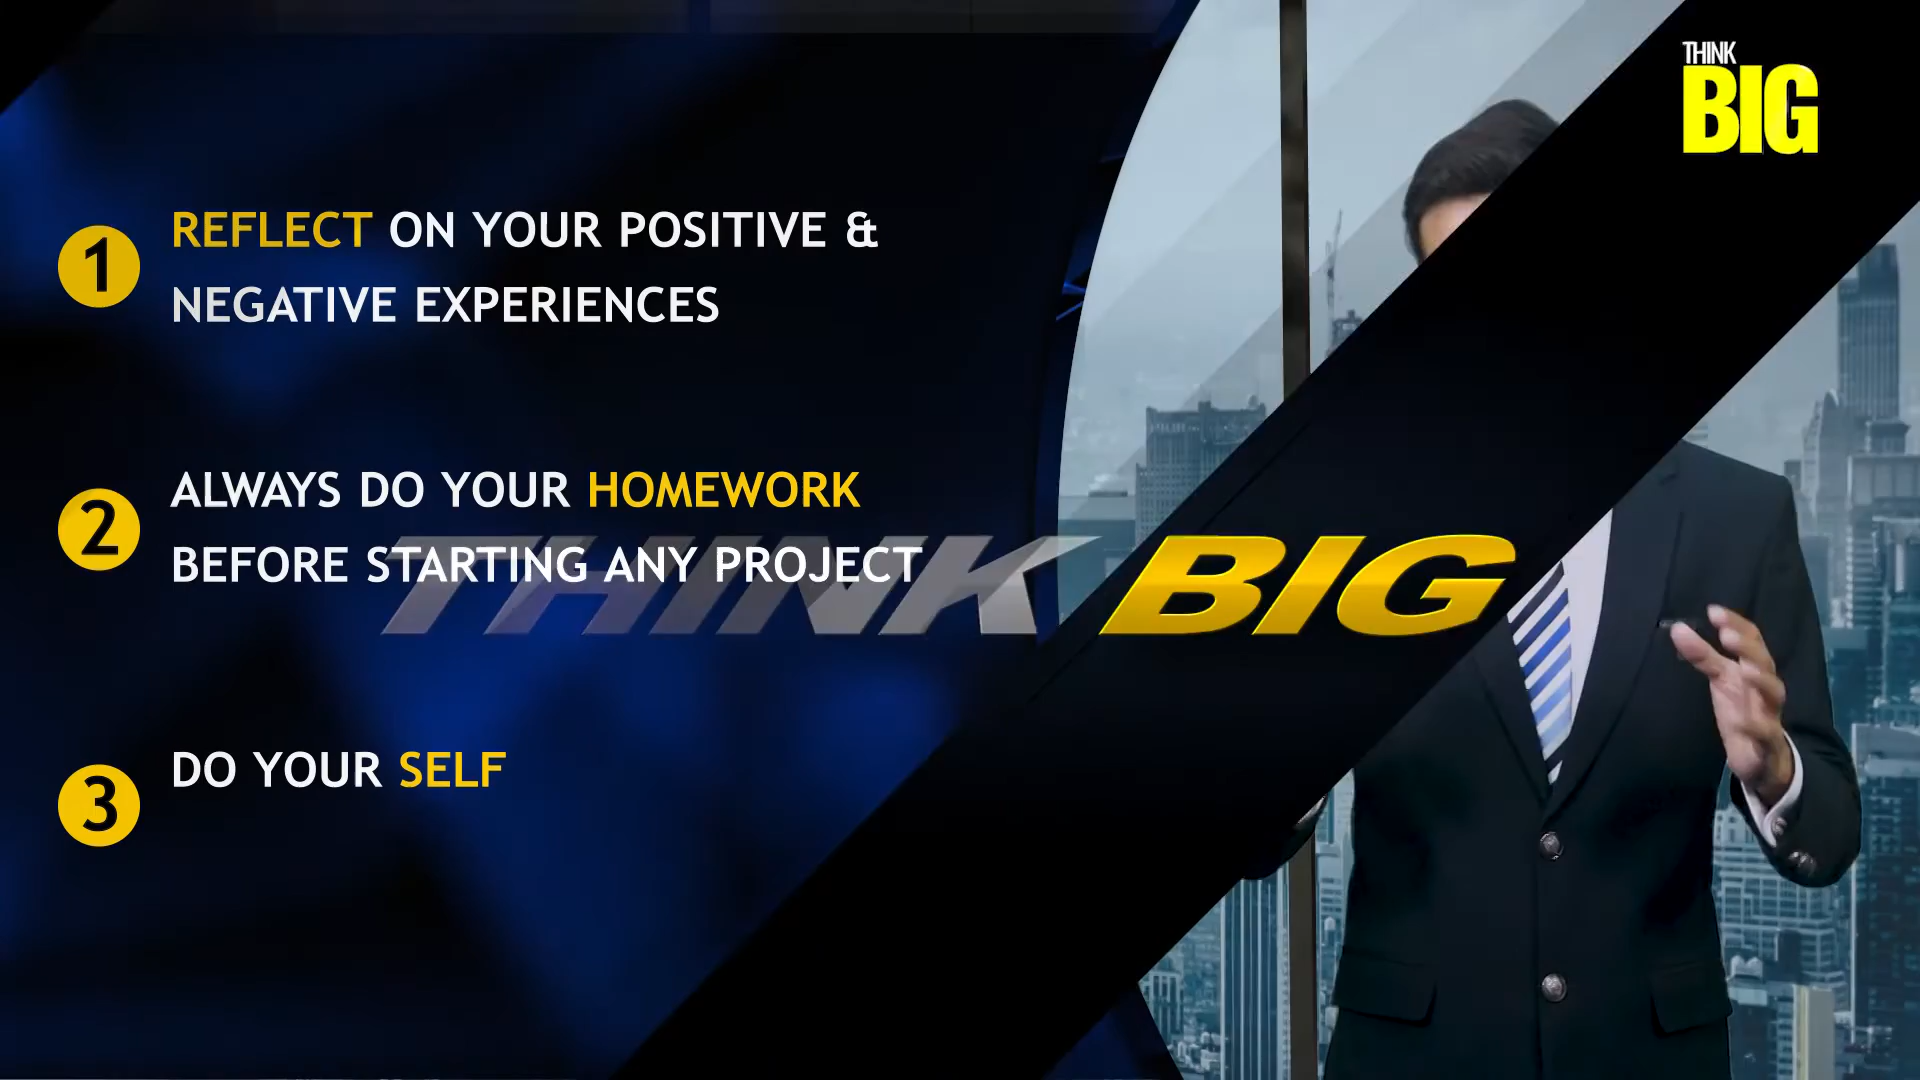 THINK
BIG
1
REFLECT ON YOUR POSITIVE &
NEGATIVE EXPERIENCES
2
ALWAYS DO YOUR HOMEWORK
BEFORE STARTING ANY PROJECT
THINK BIG
3
DO YOUR SELF